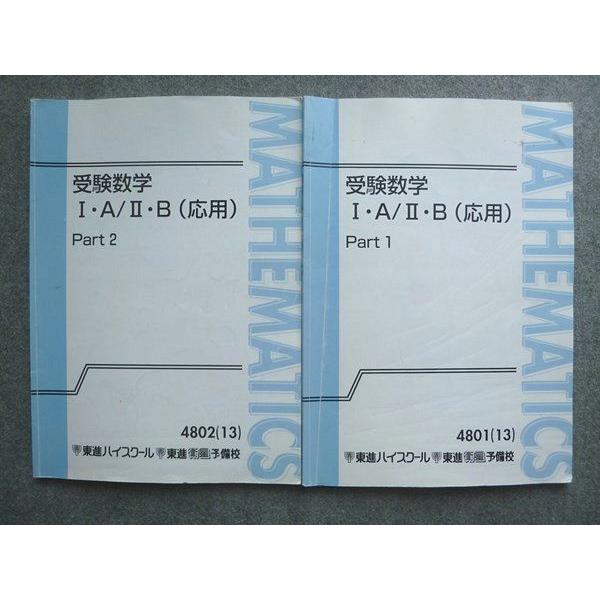 受験数学
I・A/II・B（応用）
Part 2
4802(13)
東進ハイスクール 東進衛星予備校
MATHEMATICS
受験数学
I・A/II・B（応用）
Part 1
4801(13)
東進ハイスクール 東進衛星予備校
MATHEMATICS